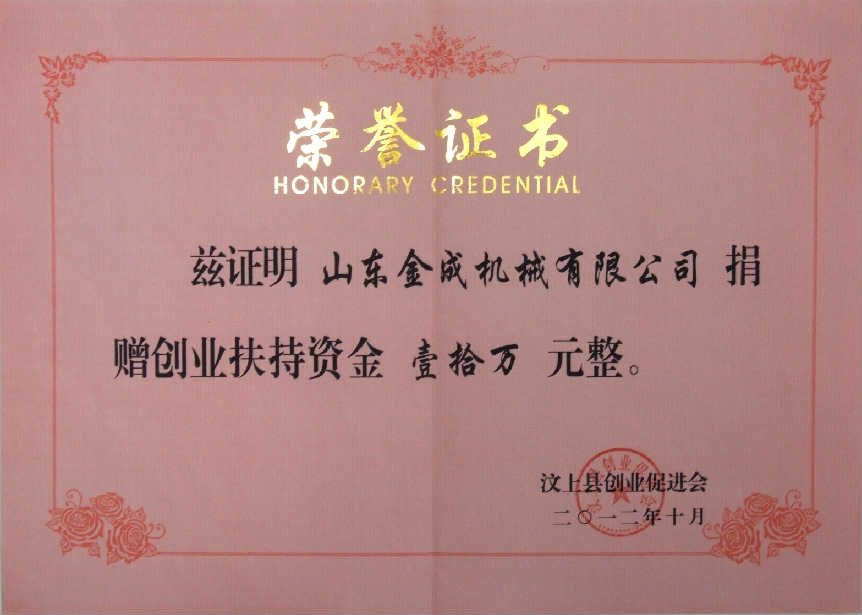 荣誉证书
HONORARY CREDENTIAL
兹证明 山东金成机械有限公司 捐
赠创业扶持资金 壹拾万 元整。
汶上县创业促进会
二〇一二年十月